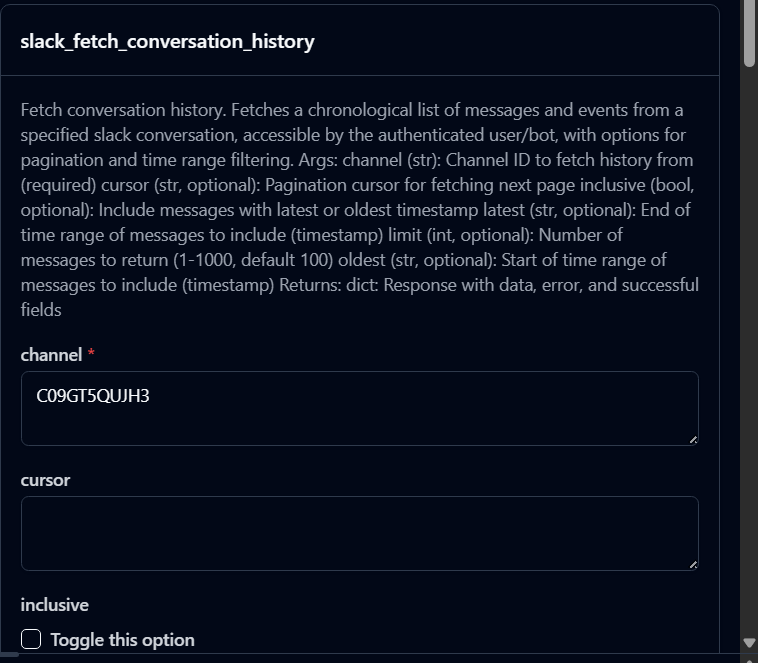 slack_fetch_conversation_history
Fetch conversation history. Fetches a chronological list of messages and events from a
specified slack conversation, accessible by the authenticated user/bot, with options for
pagination and time range filtering. Args: channel (str): Channel ID to fetch history from
(required) cursor (str, optional): Pagination cursor for fetching next page inclusive (bool,
optional): Include messages with latest or oldest timestamp latest (str, optional): End of
time range of messages to include (timestamp) limit (int, optional): Number of
messages to return (1-1000, default 100) oldest (str, optional): Start of time range of
messages to include (timestamp) Returns: dict: Response with data, error, and successful
fields
channel *
C09GT5QUJH3
cursor
inclusive
Toggle this option